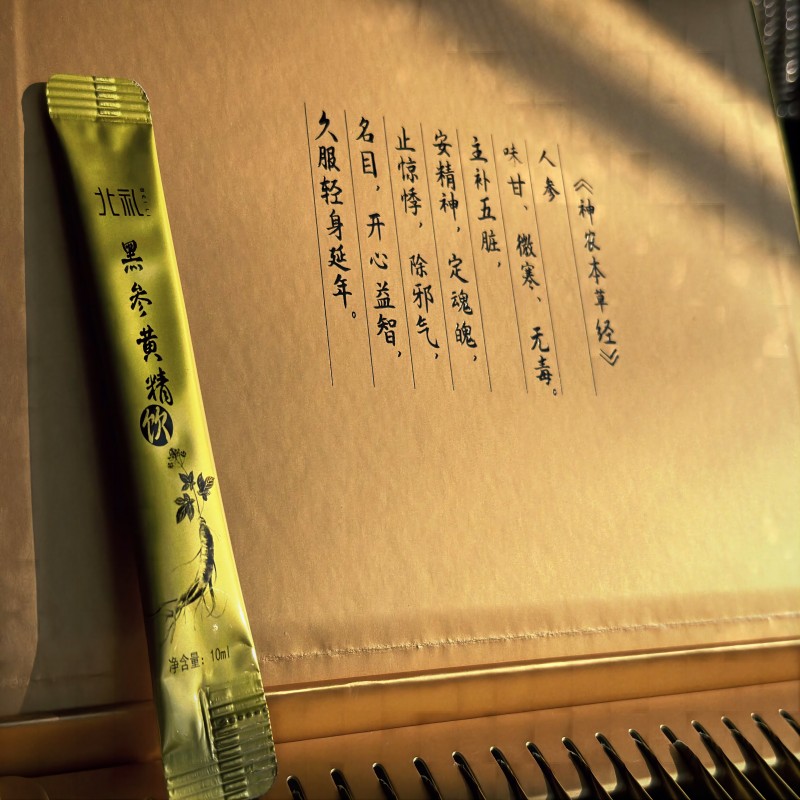 《神农本草经》
人参
味甘、微寒、无毒。
主补五脏，
安精神，定魂魄，
止惊悸，除邪气，
名目，开心益智，
久服轻身延年。
北礼
黑参黄精饮
净含量：10ml